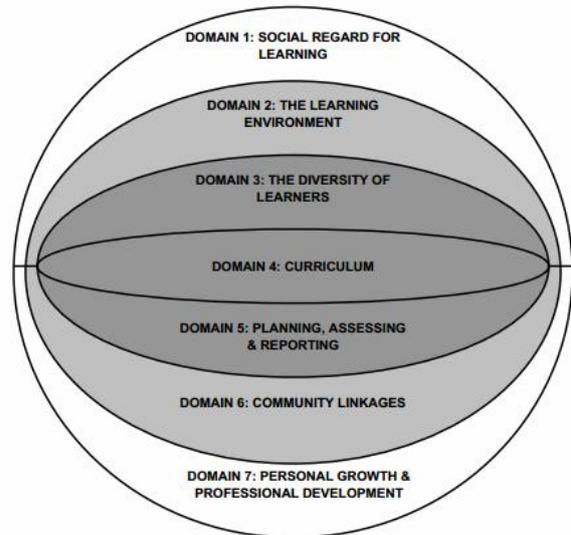 DOMAIN 1: SOCIAL REGARD FOR
LEARNING
DOMAIN 2: THE LEARNING
ENVIRONMENT
DOMAIN 3: THE DIVERSITY OF
LEARNERS
DOMAIN 4: CURRICULUM
DOMAIN 5: PLANNING, ASSESSING
& REPORTING
DOMAIN 6: COMMUNITY LINKAGES
DOMAIN 7: PERSONAL GROWTH &
PROFESSIONAL DEVELOPMENT